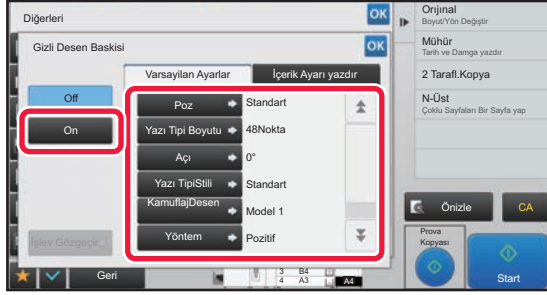 Diğerleri
OK
Gizli Desen Baskisi
OK
Varsayılan Ayarlar
İçerik Ayarı yazdır
Off
On
Poz
Standart
Yazı Tipi Boyutu
48Nokta
Açı
0°
Yazı TipiStili
Standart
KamuflajDesen
Model 1
Yöntem
Pozitif
İşlev Gözgeçir
Geri
3 B4
4 A3
A4
Orıjınal
Boyut/Yön Değiştir
Mühür
Tarih ve Damga yazdır
2 Tarafl.Kopya
N-Üst
Çoklu Sayfaları Bir Sayfa yap
Önizle
CA
Prova
Kopyası
Start